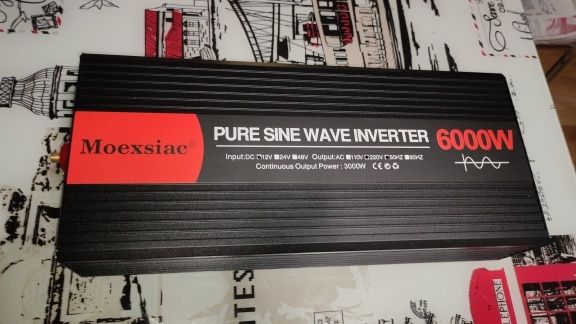 Moexsiac®
PURE SINE WAVE INVERTER 6000W
Input:DC ■12V ■24V ■48V Output:AC ■110V ■220V ■50HZ ■60HZ
Continuous Output Power : 3000W CE